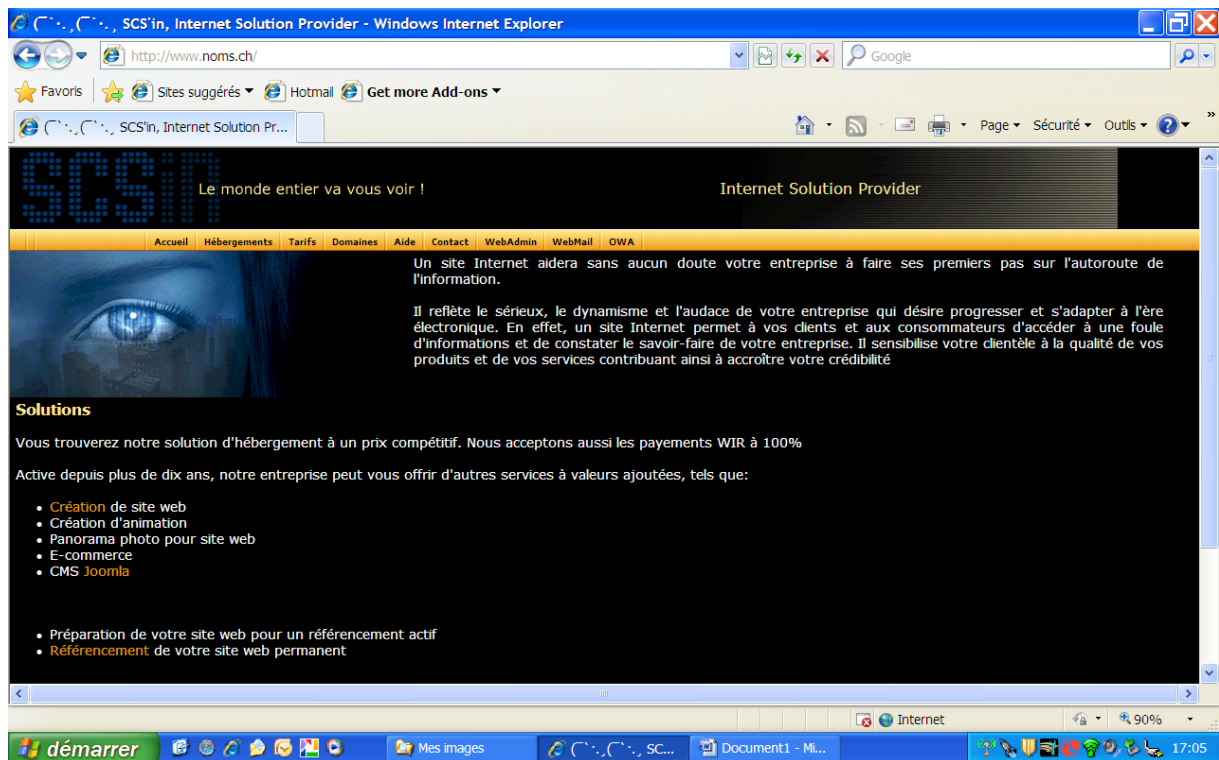 (¯`·.,(¯`·., SCS'in, Internet Solution Provider - Windows Internet Explorer
http://www.noms.ch/
Google
Favoris Sites suggérés Hotmail Get more Add-ons
(¯`·.,(¯`·., SCS'in, Internet Solution Pr...
Page Sécurité Outils »
SCSin Le monde entier va vous voir ! Internet Solution Provider
Accueil Hébergements Tarifs Domaines Aide Contact WebAdmin WebMail OWA
Un site Internet aidera sans aucun doute votre entreprise à faire ses premiers pas sur l'autoroute de
l'information.
Il reflète le sérieux, le dynamisme et l'audace de votre entreprise qui désire progresser et s'adapter à l'ère
électronique. En effet, un site Internet permet à vos clients et aux consommateurs d'accéder à une foule
d'informations et de constater le savoir-faire de votre entreprise. Il sensibilise votre clientèle à la qualité de vos
produits et de vos services contribuant ainsi à accroître votre crédibilité
Solutions
Vous trouverez notre solution d'hébergement à un prix compétitif. Nous acceptons aussi les payements WIR à 100%
Active depuis plus de dix ans, notre entreprise peut vous offrir d'autres services à valeurs ajoutées, tels que:
• Création de site web
• Création d'animation
• Panorama photo pour site web
• E-commerce
• CMS Joomla
• Préparation de votre site web pour un référencement actif
• Référencement de votre site web permanent
Internet 90%
démarrer Mes images (¯`·.,(¯`·., SC... Document1 - Mi... 17:05